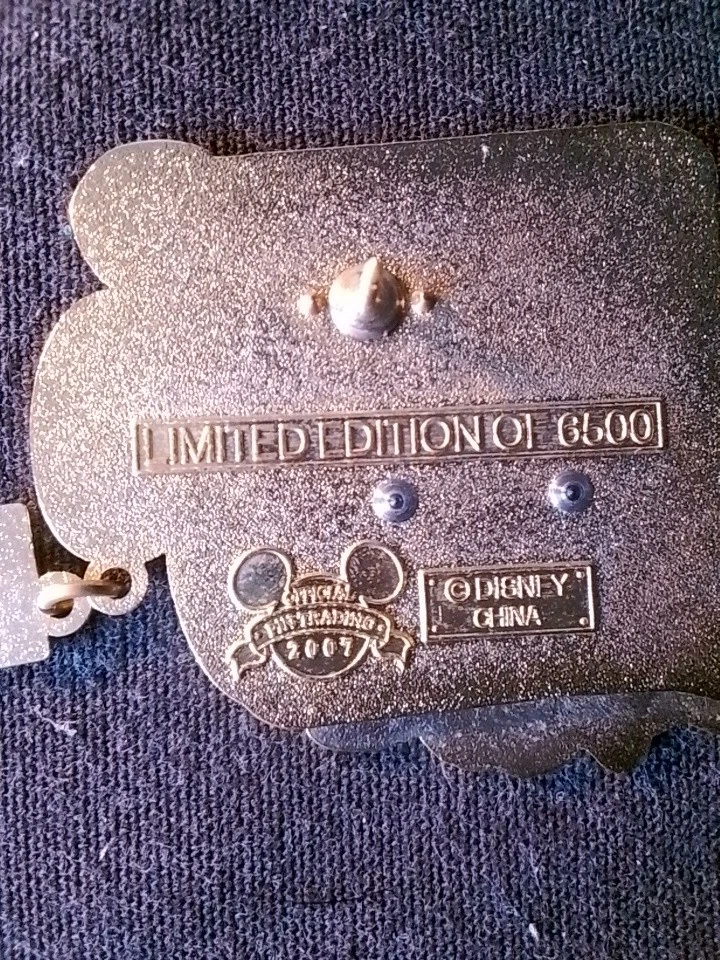 LIMITED EDITION OF 6500
OFFICIAL
PIN TRADING
2007
© DISNEY
CHINA